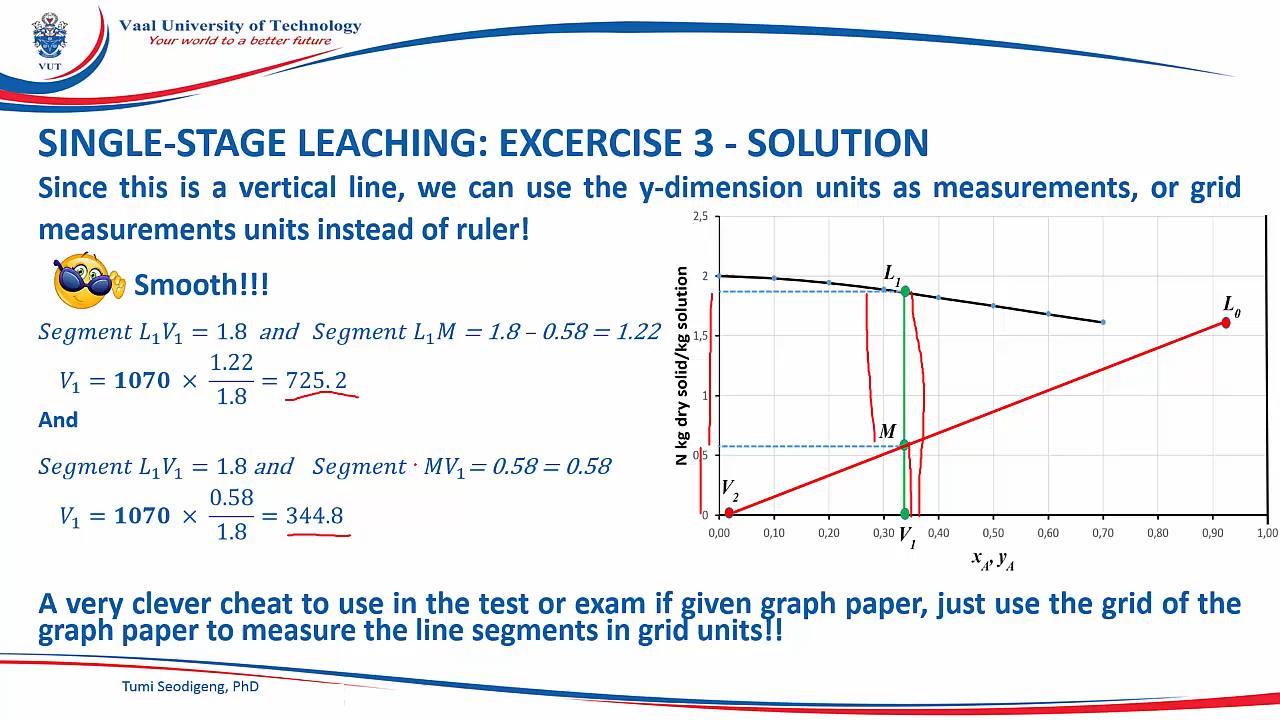 Vaal University of Technology
Your world to a better future
VUT
SINGLE-STAGE LEACHING: EXCERCISE 3 - SOLUTION
Since this is a vertical line, we can use the y-dimension units as measurements, or grid
measurements units instead of ruler!
Smooth!!!
Segment L₁V₁ = 1.8 and Segment L₁M = 1.8 – 0.58 = 1.22
V₁ = 1070 × 1.22/1.8 = 725.2
And
Segment L₁V₁ = 1.8 and Segment MV₁ = 0.58 = 0.58
V₁ = 1070 × 0.58/1.8 = 344.8
N kg dry solid/kg solution
2,5
2
1,5
1
0,5
0
L₁
L₀
M
V₂
V₁
0,00 0,10 0,20 0,30 0,40 0,50 0,60 0,70 0,80 0,90 1,00
x_A, y_A
A very clever cheat to use in the test or exam if given graph paper, just use the grid of the
graph paper to measure the line segments in grid units!!
Tumi Seodigeng, PhD